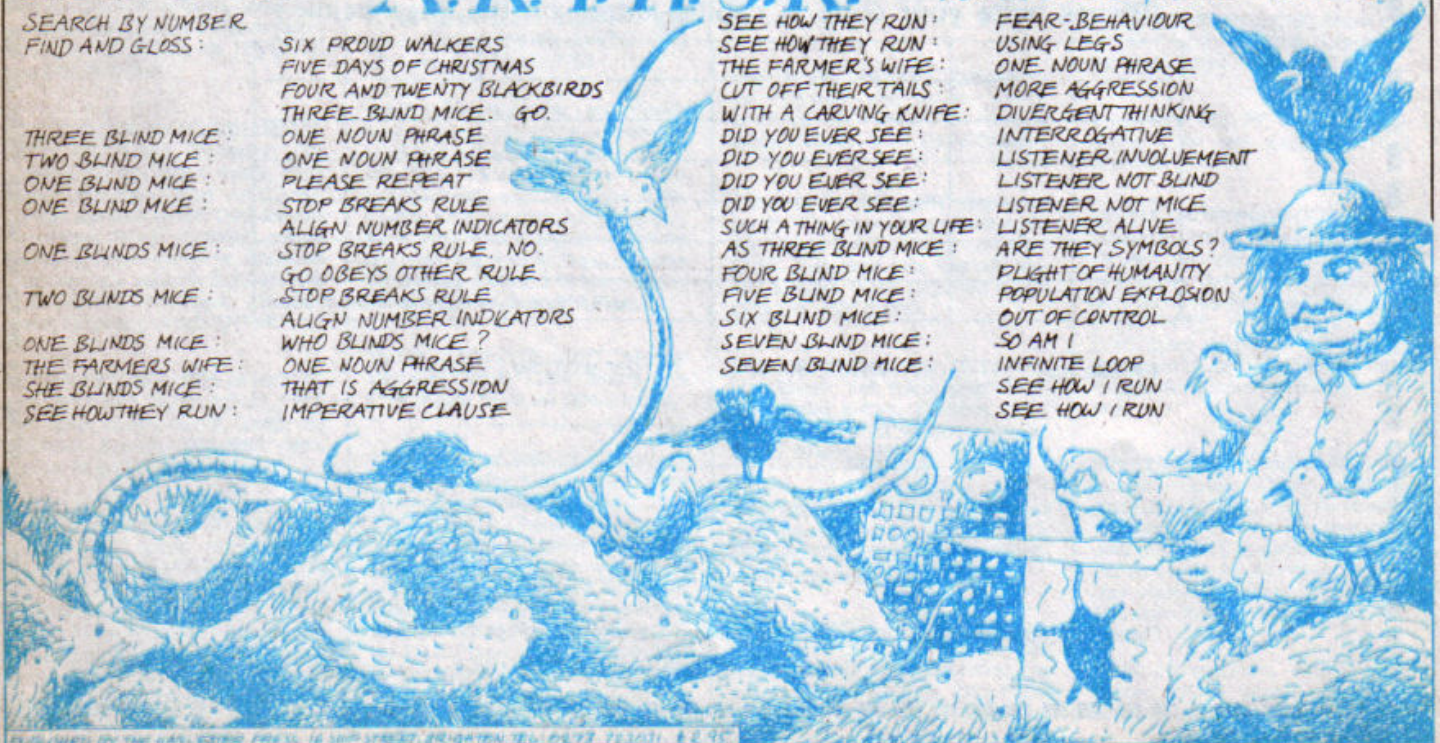 SEARCH BY NUMBER
FIND AND GLOSS: SIX PROUD WALKERS
FIVE DAYS OF CHRISTMAS
FOUR AND TWENTY BLACKBIRDS
THREE BLIND MICE. GO.
THREE BLIND MICE: ONE NOUN PHRASE
TWO BLIND MICE: ONE NOUN PHRASE
ONE BLIND MICE: PLEASE REPEAT
ONE BLIND MICE: STOP BREAKS RULE
ALIGN NUMBER INDICATORS
ONE BLINDS MICE: STOP BREAKS RULE. NO.
GO OBEYS OTHER RULE
TWO BLINDS MICE: STOP BREAKS RULE
ALIGN NUMBER INDICATORS
ONE BLINDS MICE: WHO BLINDS MICE?
THE FARMERS WIFE: ONE NOUN PHRASE
SHE BLINDS MICE: THAT IS AGGRESSION
SEE HOW THEY RUN: IMPERATIVE CLAUSE
SEE HOW THEY RUN: FEAR-BEHAVIOUR
SEE HOW THEY RUN: USING LEGS
THE FARMER'S WIFE: ONE NOUN PHRASE
CUT OFF THEIR TAILS: MORE AGGRESSION
WITH A CARVING KNIFE: DIVERGENT THINKING
DID YOU EVER SEE: INTERROGATIVE
DID YOU EVER SEE: LISTENER INVOLVEMENT
DID YOU EVER SEE: LISTENER NOT BLIND
DID YOU EVER SEE: LISTENER NOT MICE
SUCH A THING IN YOUR LIFE: LISTENER ALIVE
AS THREE BLIND MICE: ARE THEY SYMBOLS?
FOUR BLIND MICE: PLIGHT OF HUMANITY
FIVE BLIND MICE: POPULATION EXPLOSION
SIX BLIND MICE: OUT OF CONTROL
SEVEN BLIND MICE: SO AM I
SEVEN BLIND MICE: INFINITE LOOP
SEE HOW I RUN
SEE HOW I RUN
PUBLISHED BY THE HARVESTER PRESS, 16 SHIP STREET, BRIGHTON